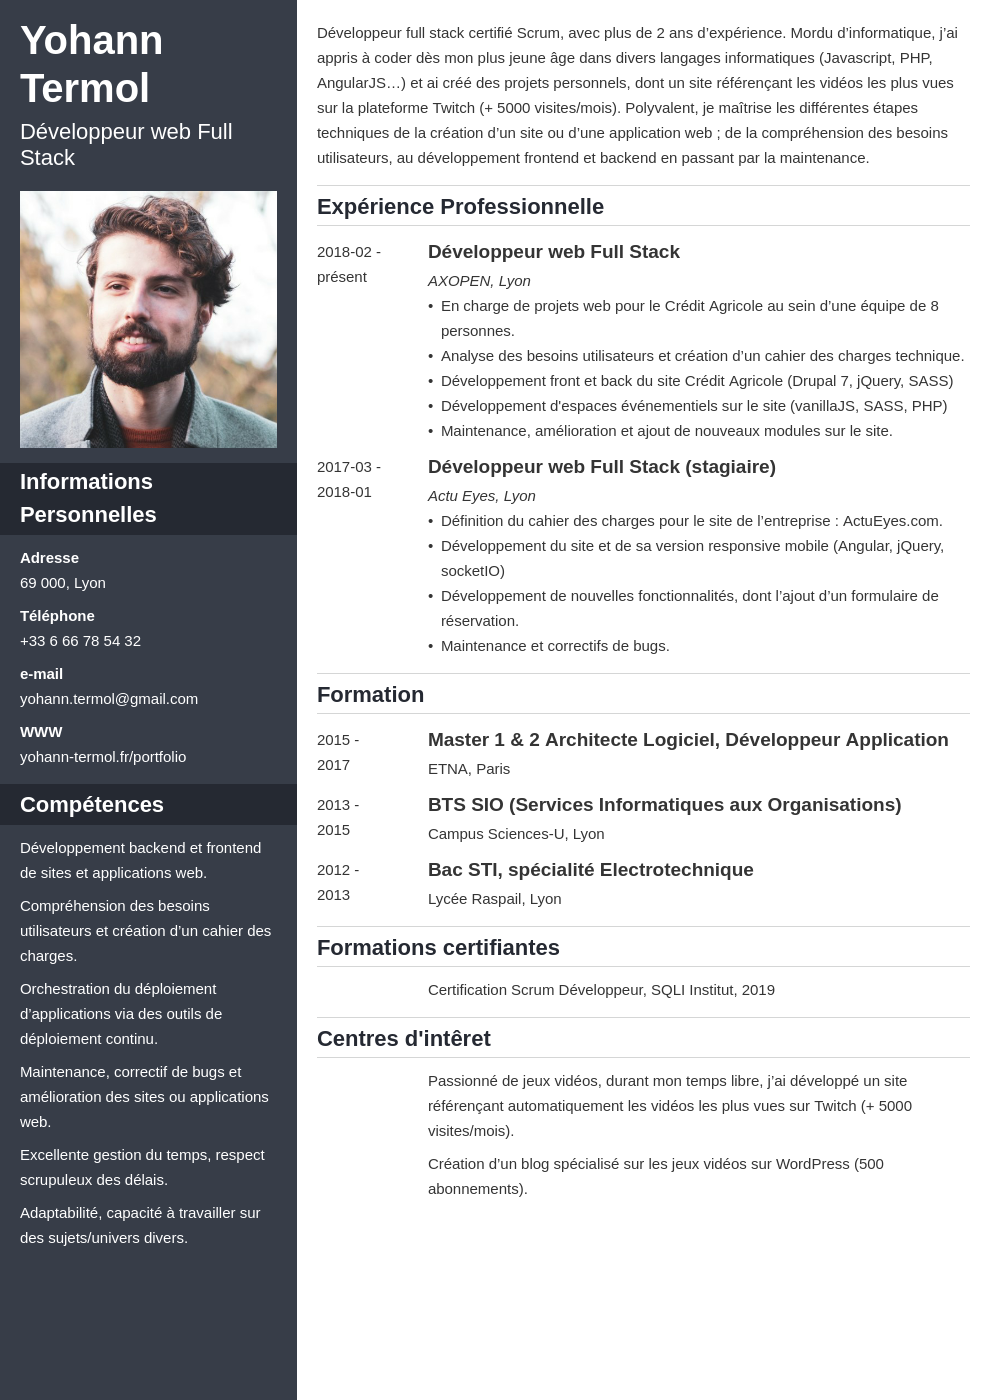 Yohann
Termol
Développeur web Full
Stack
Informations
Personnelles
Adresse
69 000, Lyon
Téléphone
+33 6 66 78 54 32
e-mail
yohann.termol@gmail.com
WWW
yohann-termol.fr/portfolio
Compétences
Développement backend et frontend
de sites et applications web.
Compréhension des besoins
utilisateurs et création d’un cahier des
charges.
Orchestration du déploiement
d’applications via des outils de
déploiement continu.
Maintenance, correctif de bugs et
amélioration des sites ou applications
web.
Excellente gestion du temps, respect
scrupuleux des délais.
Adaptabilité, capacité à travailler sur
des sujets/univers divers.
Développeur full stack certifié Scrum, avec plus de 2 ans d’expérience. Mordu d’informatique, j’ai
appris à coder dès mon plus jeune âge dans divers langages informatiques (Javascript, PHP,
AngularJS…) et ai créé des projets personnels, dont un site référençant les vidéos les plus vues
sur la plateforme Twitch (+ 5000 visites/mois). Polyvalent, je maîtrise les différentes étapes
techniques de la création d’un site ou d’une application web ; de la compréhension des besoins
utilisateurs, au développement frontend et backend en passant par la maintenance.
Expérience Professionnelle
2018-02 -
présent
Développeur web Full Stack
AXOPEN, Lyon
• En charge de projets web pour le Crédit Agricole au sein d’une équipe de 8
personnes.
• Analyse des besoins utilisateurs et création d’un cahier des charges technique.
• Développement front et back du site Crédit Agricole (Drupal 7, jQuery, SASS)
• Développement d'espaces événementiels sur le site (vanillaJS, SASS, PHP)
• Maintenance, amélioration et ajout de nouveaux modules sur le site.
2017-03 -
2018-01
Développeur web Full Stack (stagiaire)
Actu Eyes, Lyon
• Définition du cahier des charges pour le site de l’entreprise : ActuEyes.com.
• Développement du site et de sa version responsive mobile (Angular, jQuery,
socketIO)
• Développement de nouvelles fonctionnalités, dont l’ajout d’un formulaire de
réservation.
• Maintenance et correctifs de bugs.
Formation
2015 -
2017
Master 1 & 2 Architecte Logiciel, Développeur Application
ETNA, Paris
2013 -
2015
BTS SIO (Services Informatiques aux Organisations)
Campus Sciences-U, Lyon
2012 -
2013
Bac STI, spécialité Electrotechnique
Lycée Raspail, Lyon
Formations certifiantes
Certification Scrum Développeur, SQLI Institut, 2019
Centres d'intêret
Passionné de jeux vidéos, durant mon temps libre, j’ai développé un site
référençant automatiquement les vidéos les plus vues sur Twitch (+ 5000
visites/mois).
Création d’un blog spécialisé sur les jeux vidéos sur WordPress (500
abonnements).